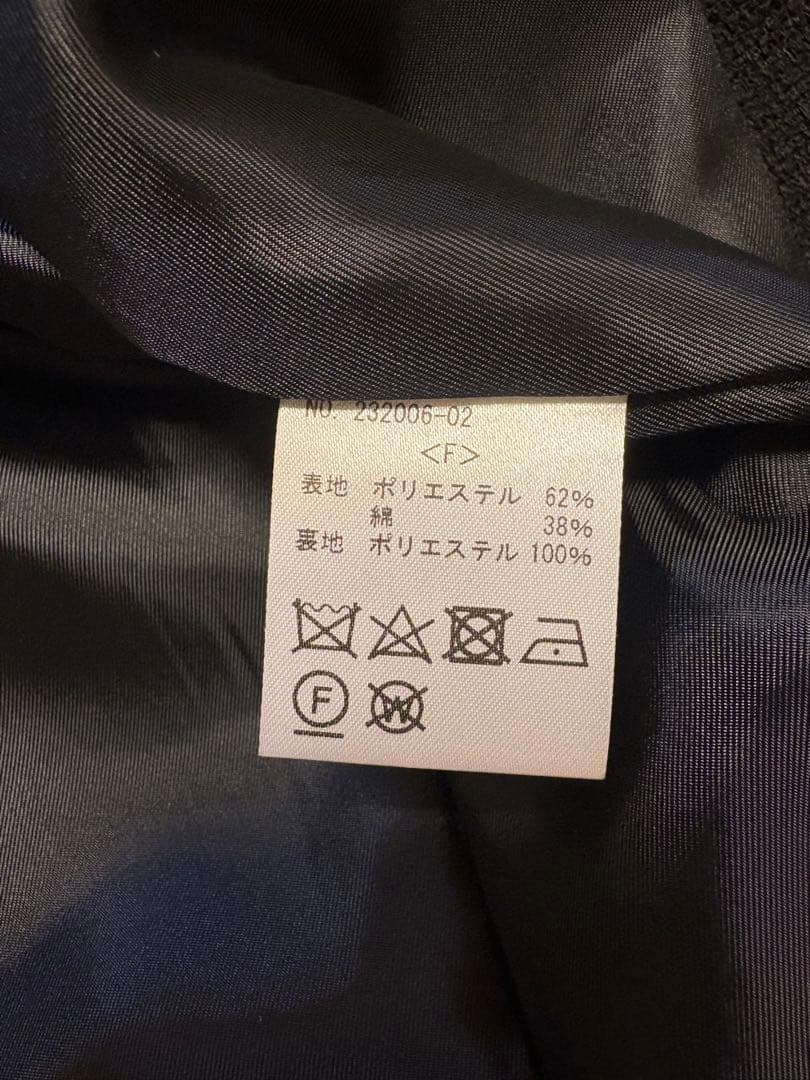 NO. 232006-02
<F>
表地 ポリエステル 62%
綿 38%
裏地 ポリエステル 100%
F W